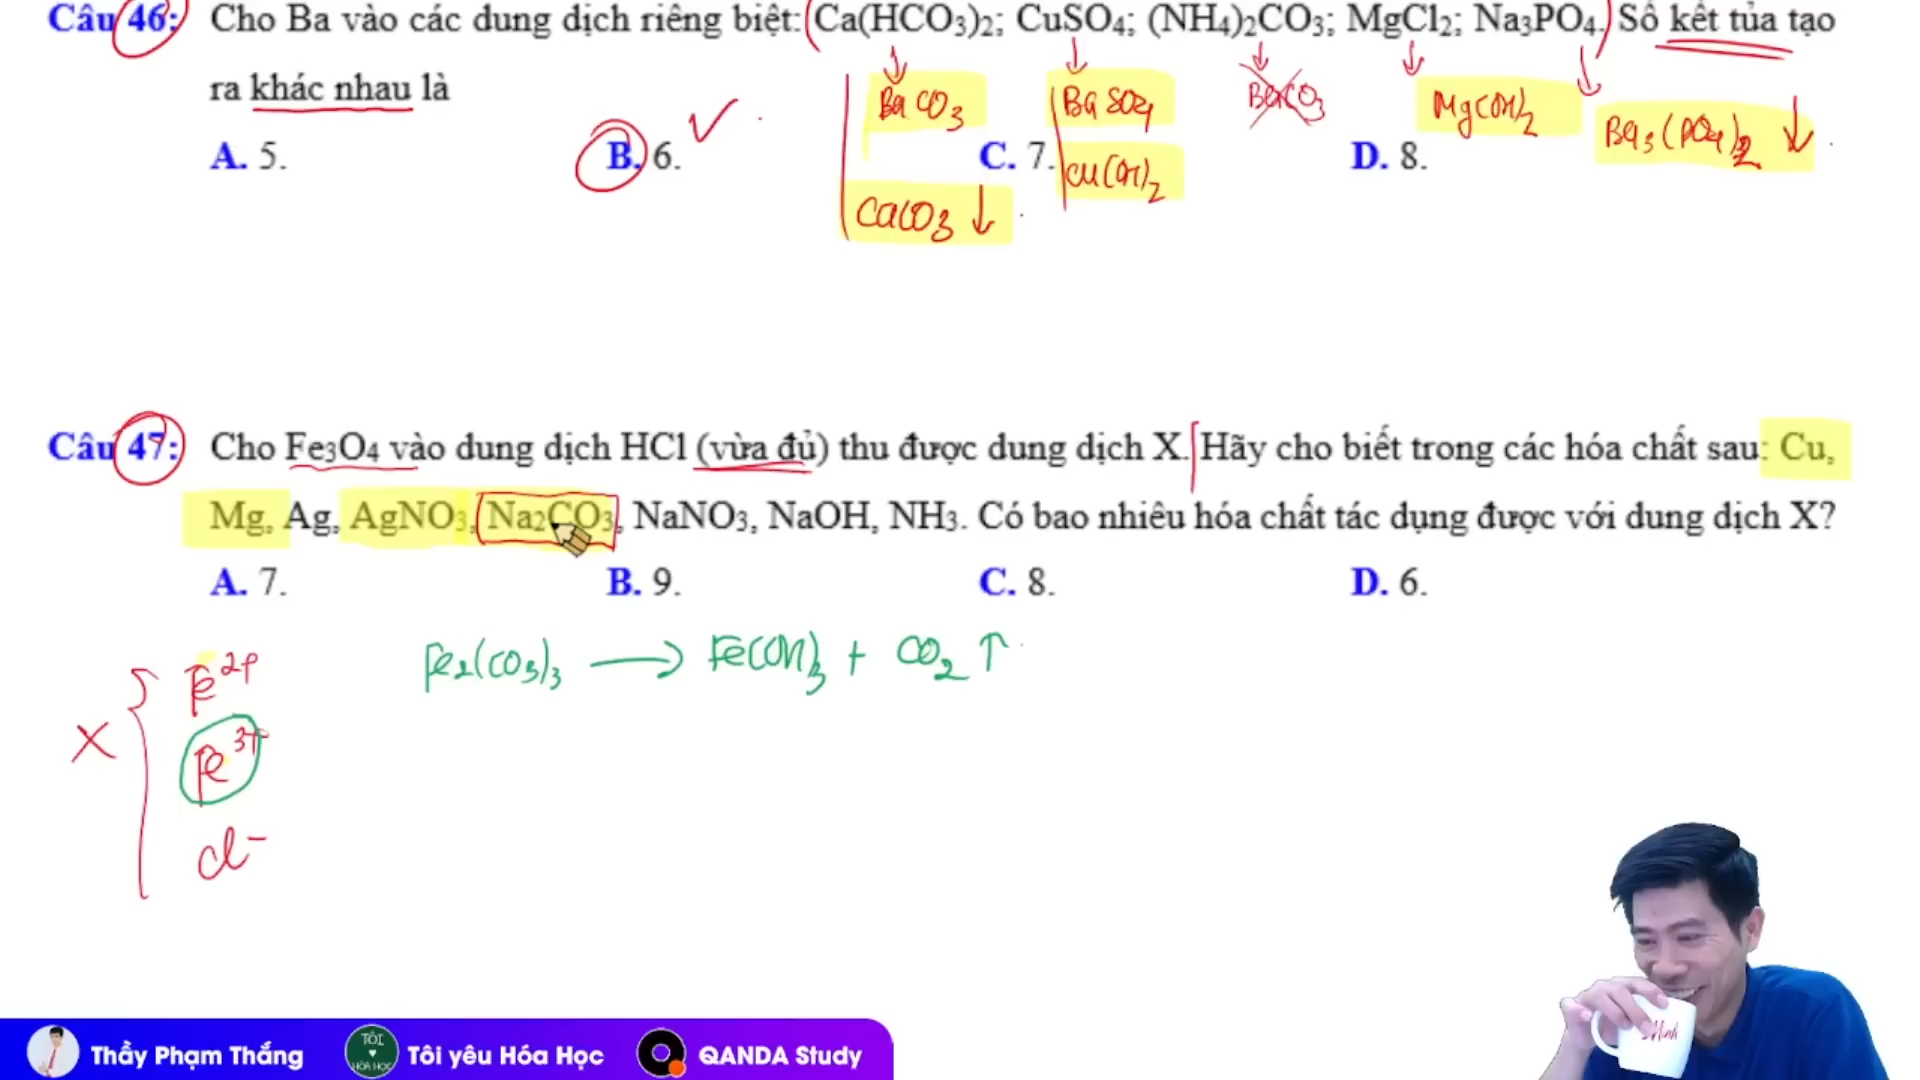 Câu 46: Cho Ba vào các dung dịch riêng biệt: Ca(HCO3)2; CuSO4; (NH4)2CO3; MgCl2; Na3PO4. Số kết tủa tạo
ra khác nhau là
BaCO3 BaSO4 BaCO3 Mg(OH)2 Ba3(PO4)2 ↓
A. 5. B. 6. C. 7. D. 8.
Cu(OH)2
CaCO3 ↓
Câu 47: Cho Fe3O4 vào dung dịch HCl (vừa đủ) thu được dung dịch X. Hãy cho biết trong các hóa chất sau: Cu,
Mg, Ag, AgNO3, Na2CO3, NaNO3, NaOH, NH3. Có bao nhiêu hóa chất tác dụng được với dung dịch X?
A. 7. B. 9. C. 8. D. 6.
Fe2(CO3)3 → Fe(OH)3 + CO2 ↑
Fe2+
X
Fe3+
Cl-
Minh
Thầy Phạm Thắng TÔI ♥ HÓA HỌC Tôi yêu Hóa Học QANDA Study